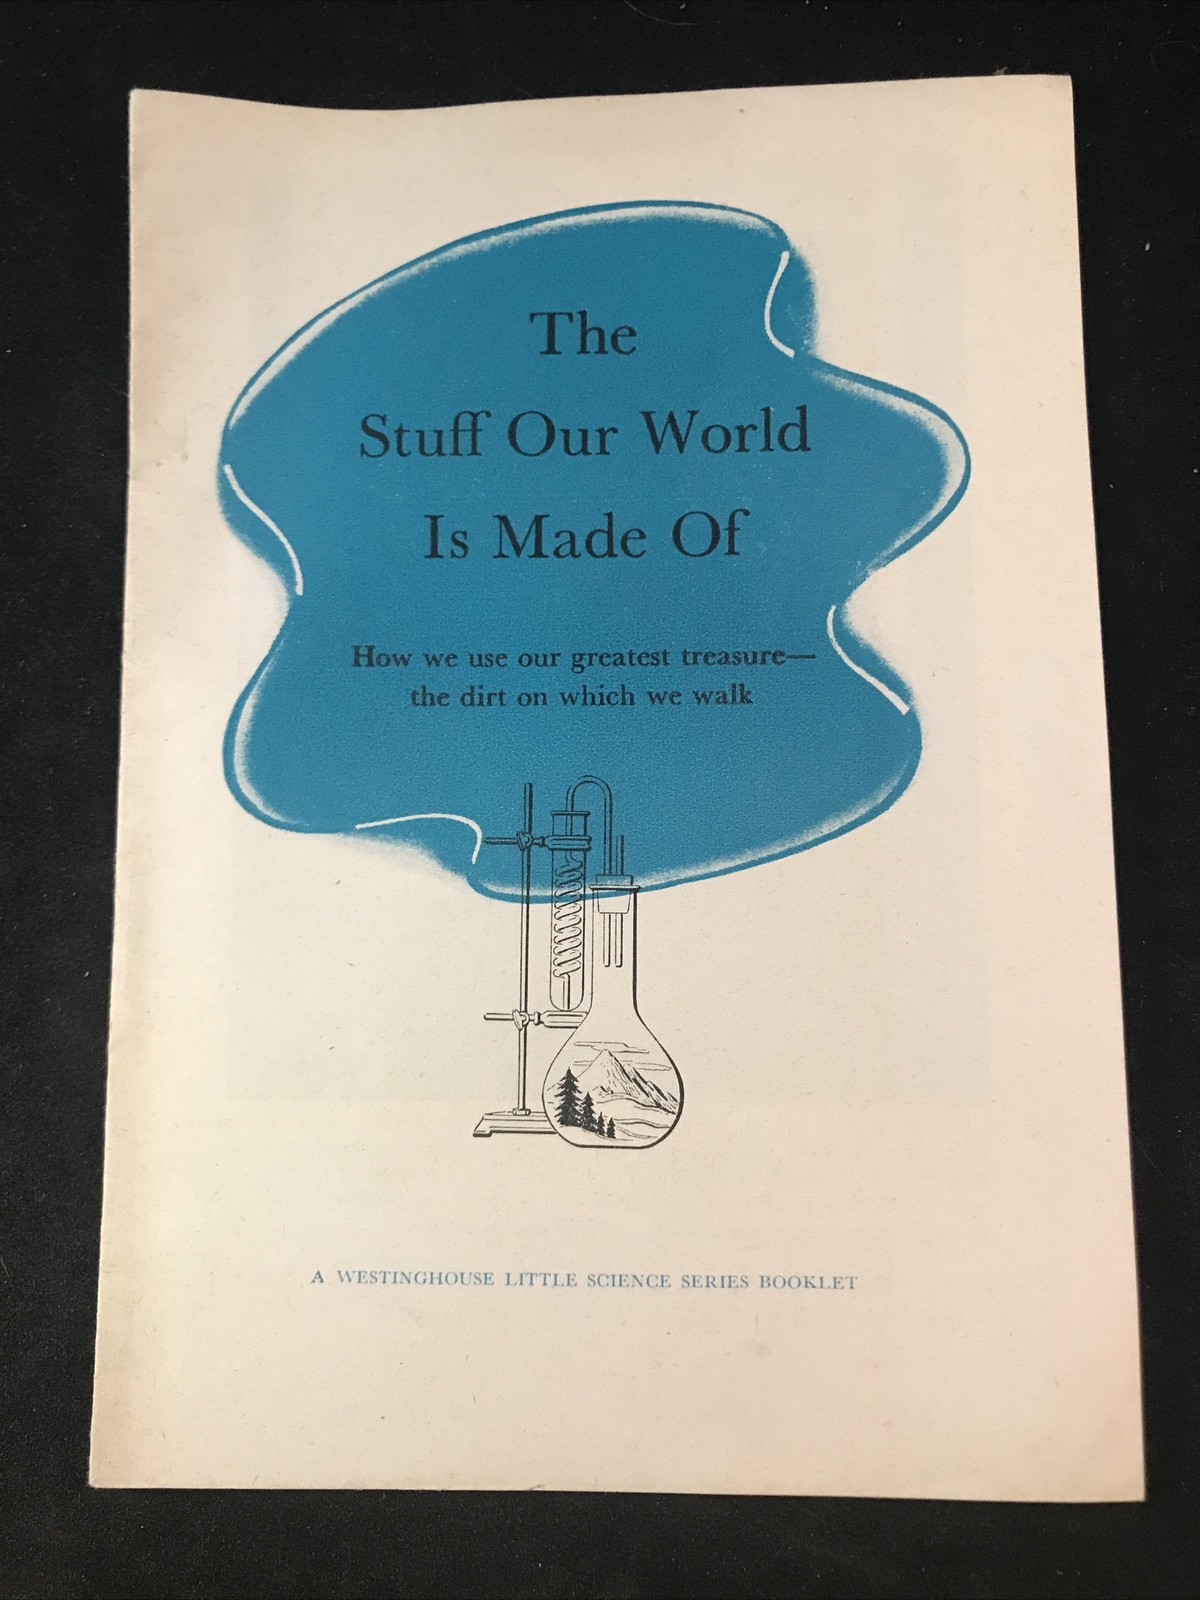 The
Stuff Our World
Is Made Of
How we use our greatest treasure—
the dirt on which we walk
A WESTINGHOUSE LITTLE SCIENCE SERIES BOOKLET